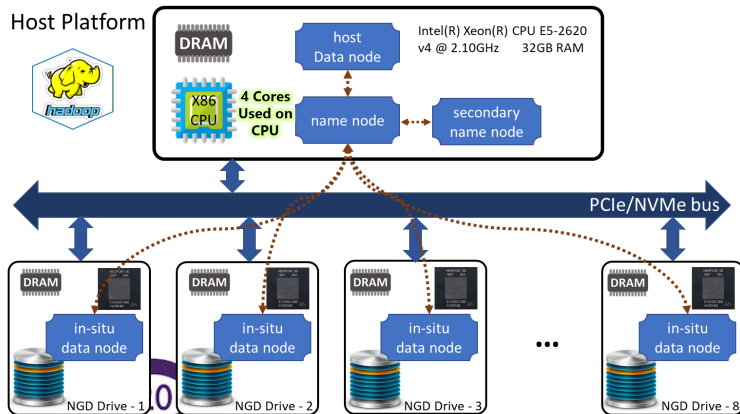 Host Platform
hadoop
DRAM
X86
CPU
4 Cores
Used on
CPU
host
Data node
name node
secondary
name node
Intel(R) Xeon(R) CPU E5-2620
v4 @ 2.10GHz 32GB RAM
PCIe/NVMe bus
DRAM
in-situ
data node
NGD Drive - 1
DRAM
in-situ
data node
NGD Drive - 2
DRAM
in-situ
data node
NGD Drive - 3
...
DRAM
in-situ
data node
NGD Drive - 8